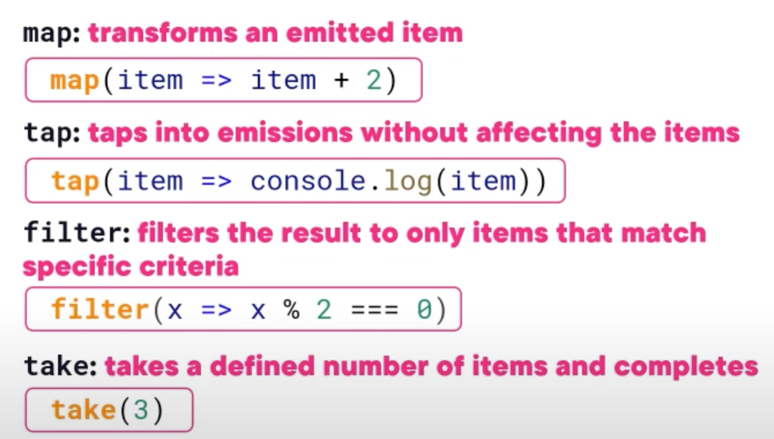 map: transforms an emitted item
map(item => item + 2)
tap: taps into emissions without affecting the items
tap(item => console.log(item))
filter: filters the result to only items that match
specific criteria
filter(x => x % 2 === 0)
take: takes a defined number of items and completes
take(3)